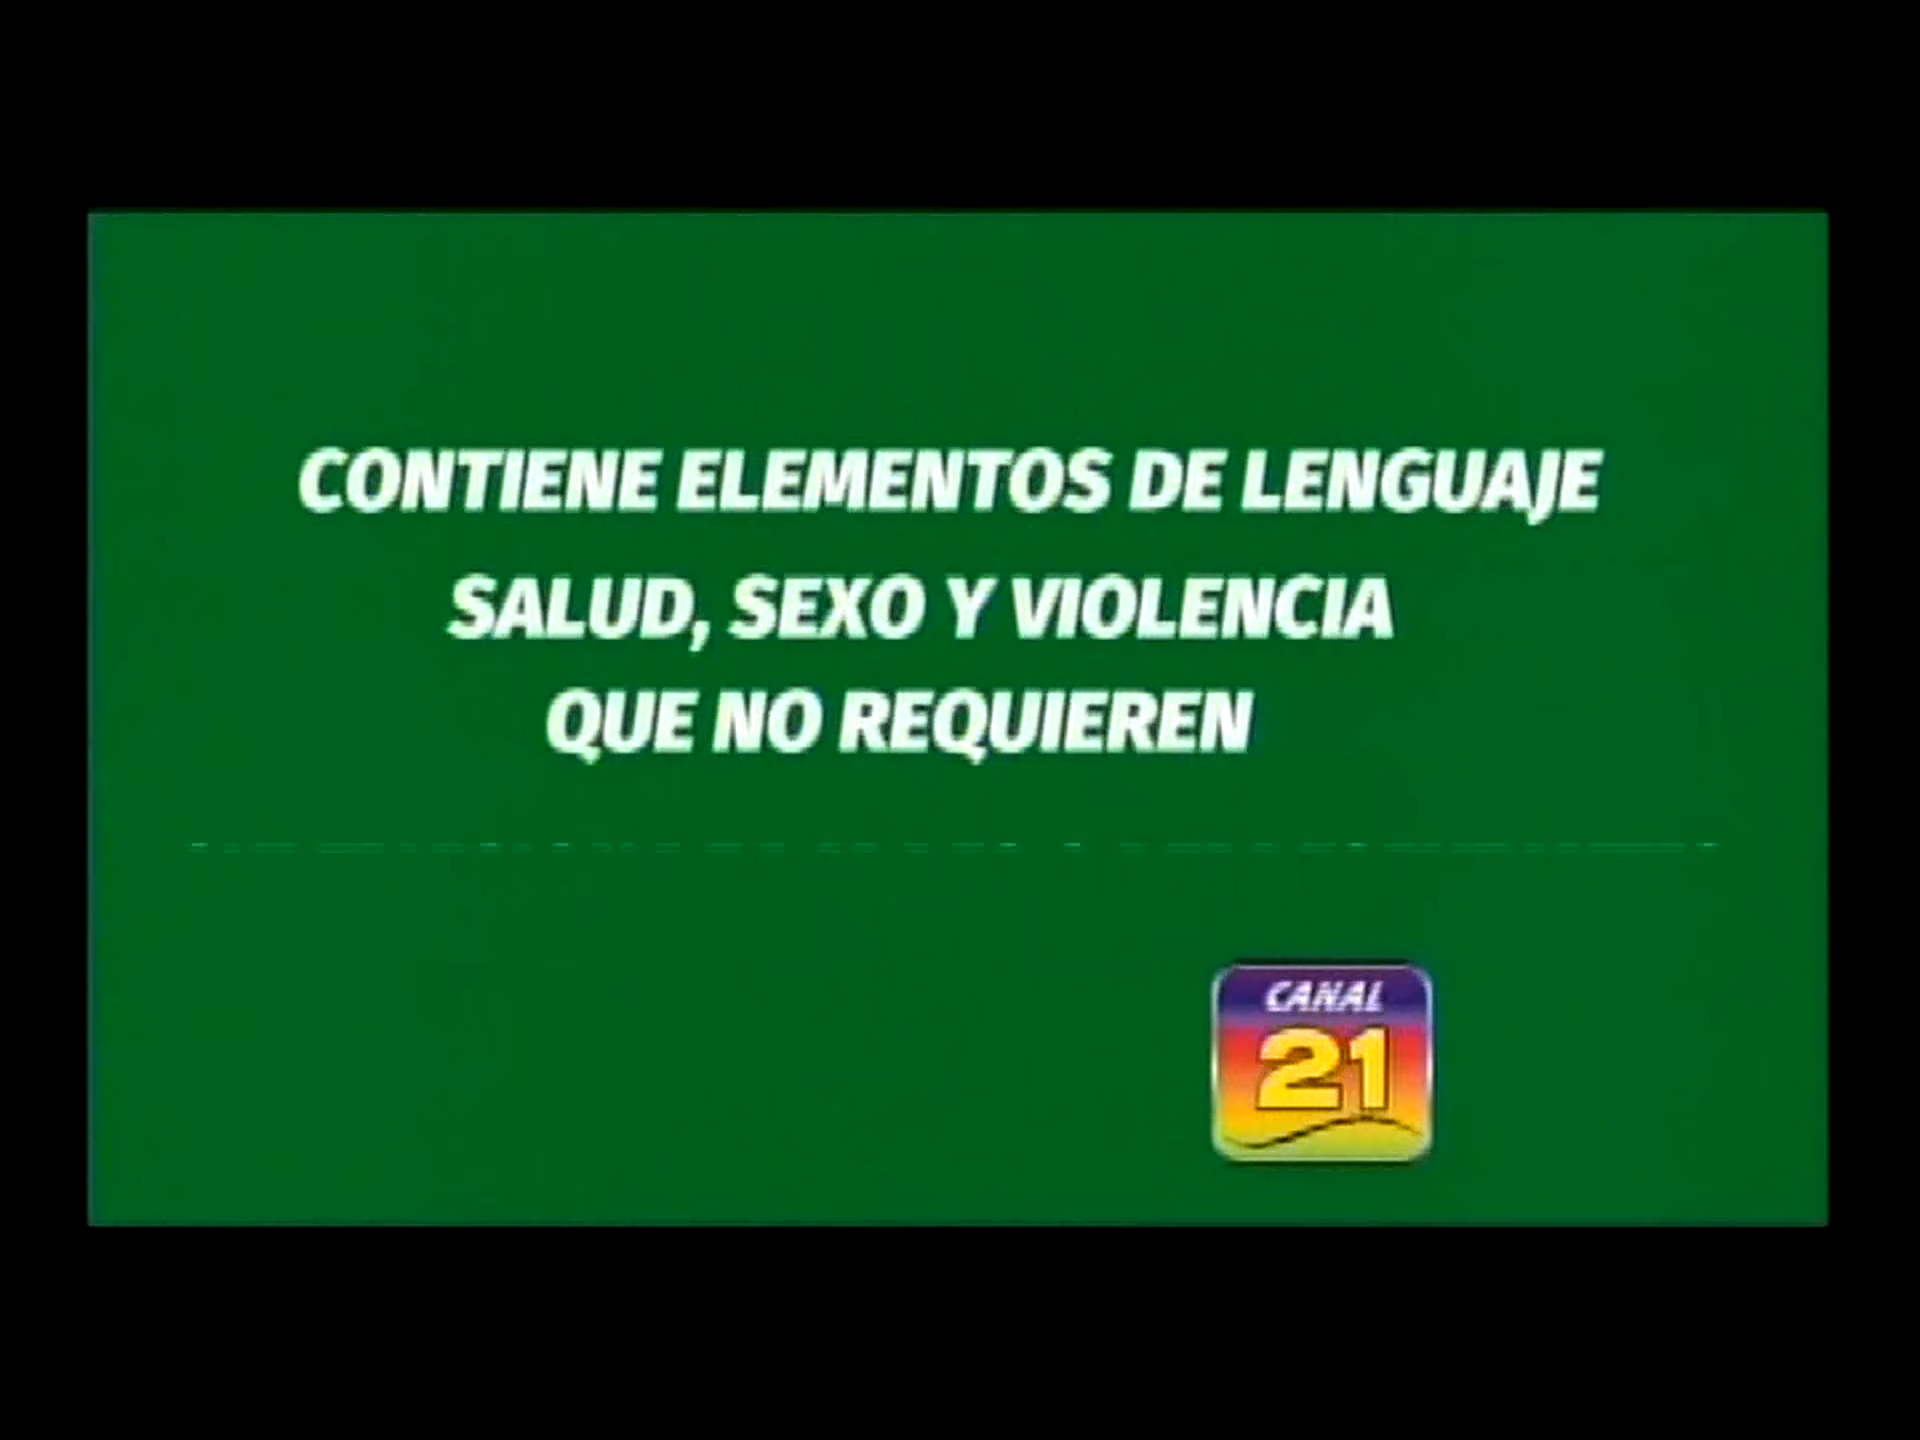 CONTIENE ELEMENTOS DE LENGUAJE
SALUD, SEXO Y VIOLENCIA
QUE NO REQUIEREN
CANAL
21